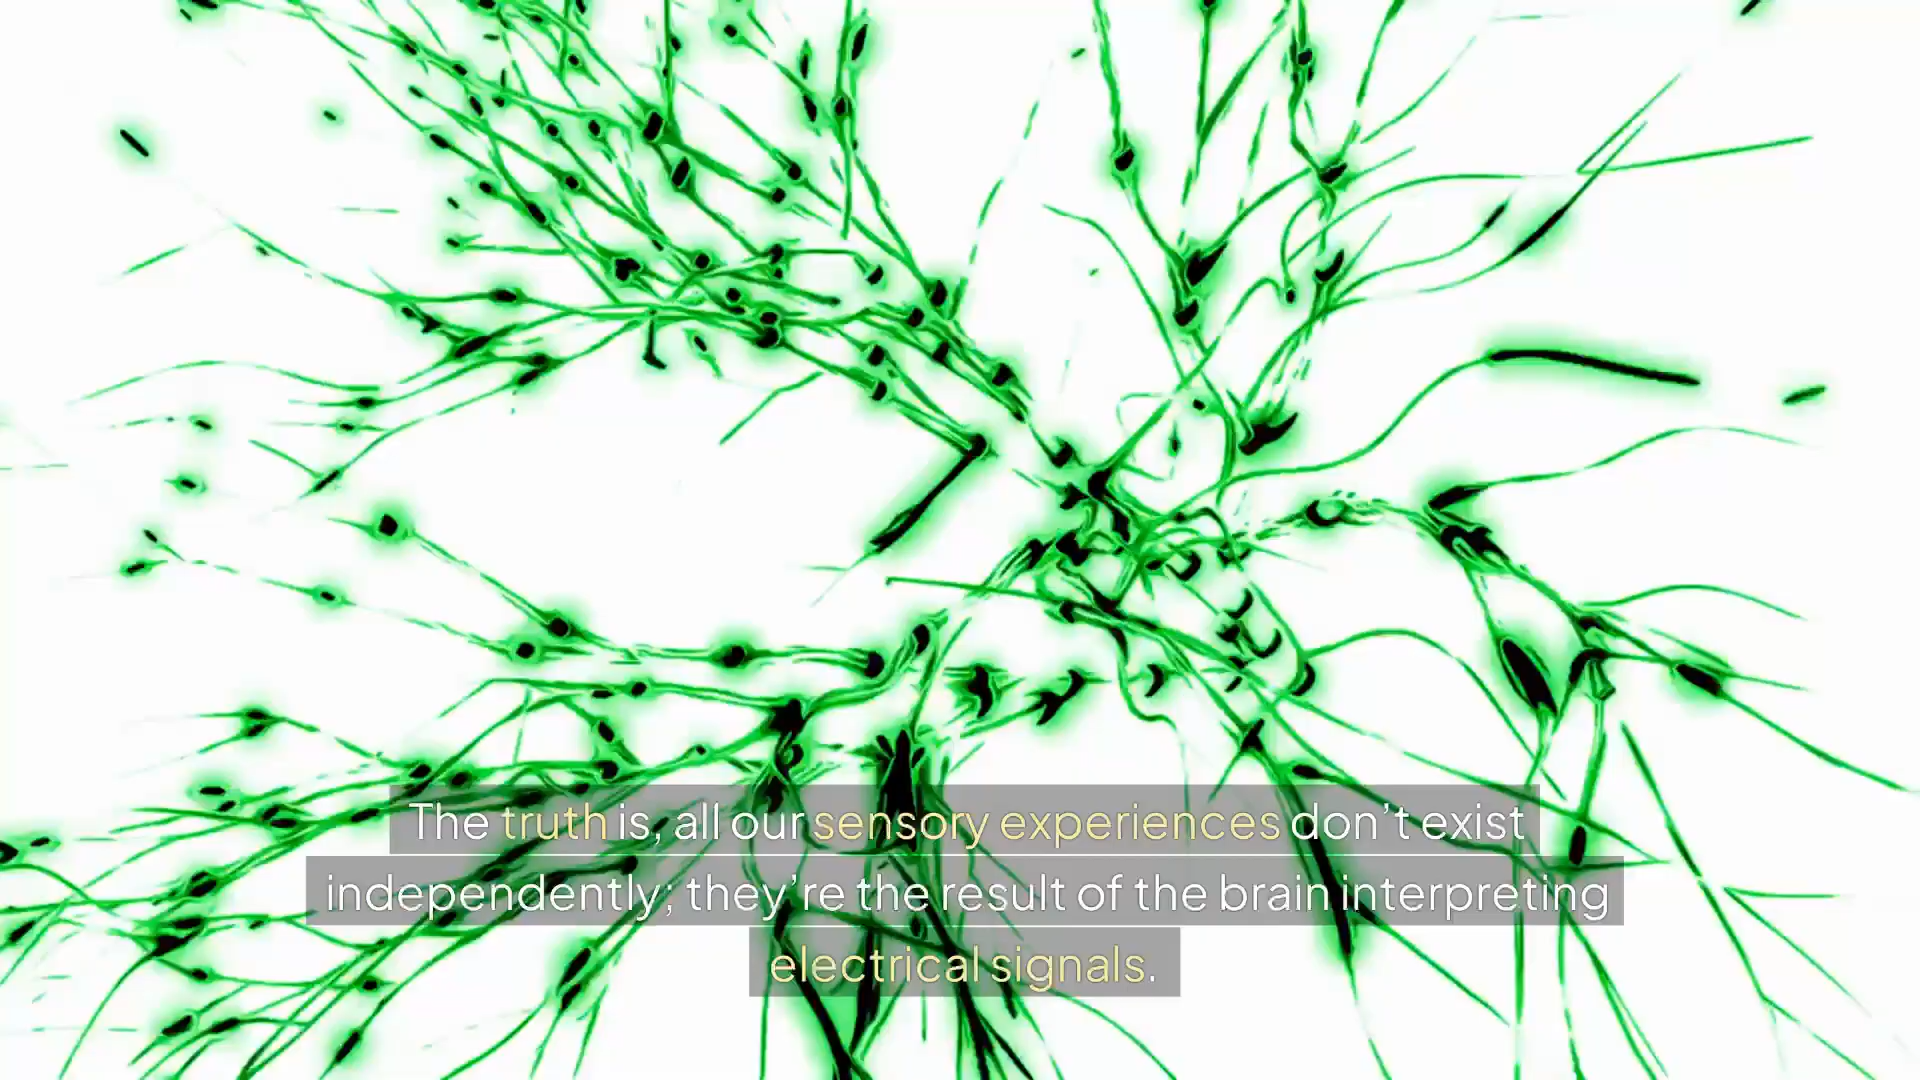 The truth is, all our sensory experiences don’t exist
independently; they’re the result of the brain interpreting
electrical signals.